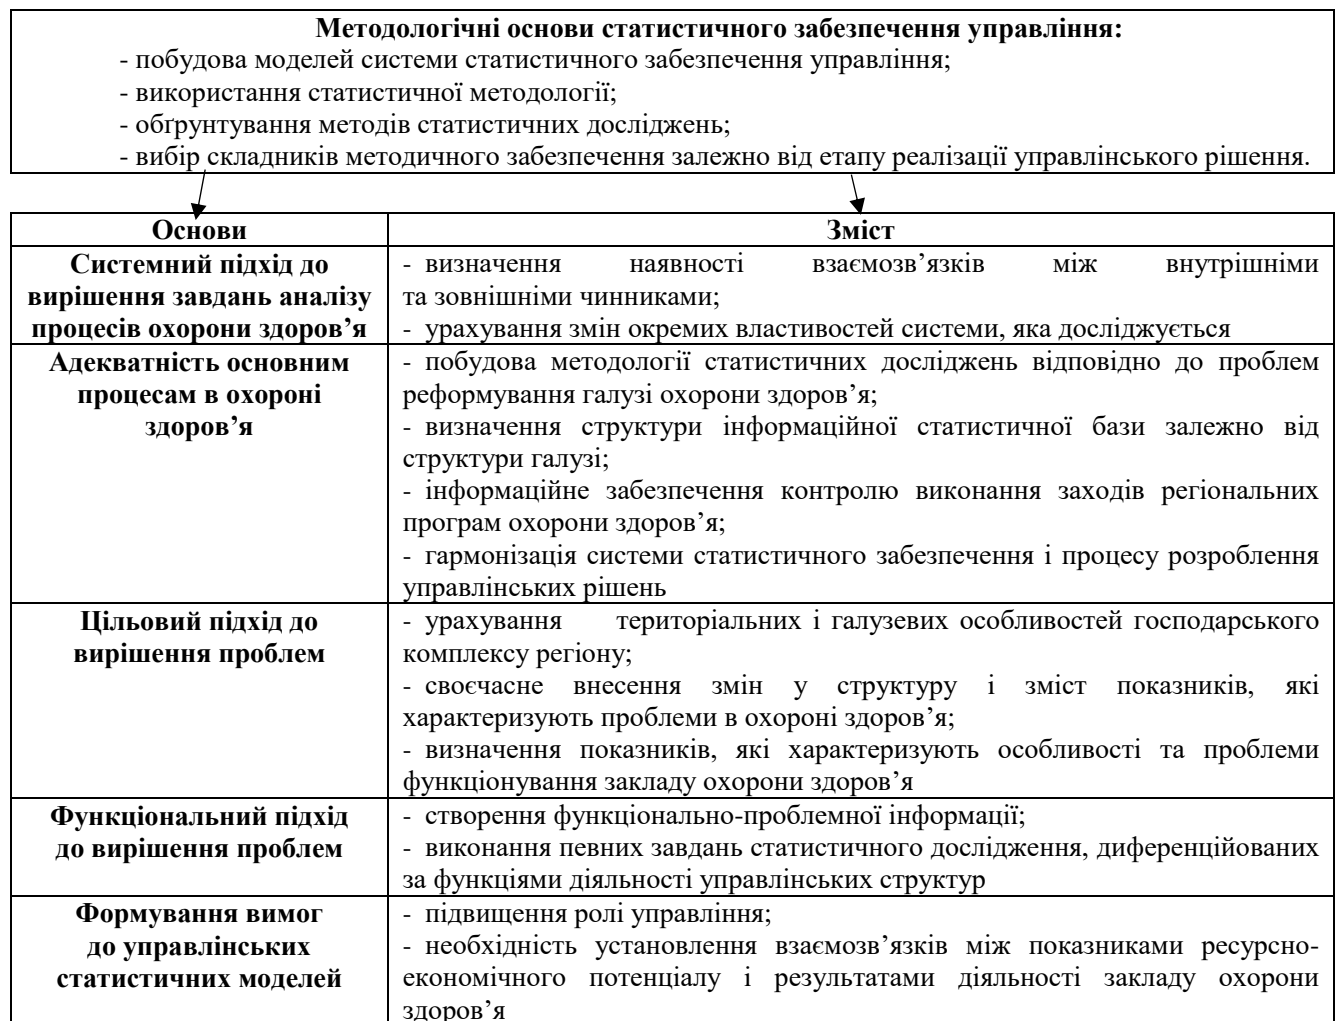 Методологічні основи статистичного забезпечення управління:
- побудова моделей системи статистичного забезпечення управління;
- використання статистичної методології;
- обґрунтування методів статистичних досліджень;
- вибір складників методичного забезпечення залежно від етапу реалізації управлінського рішення.
Основи
Зміст
Системний підхід до
вирішення завдань аналізу
процесів охорони здоров’я
- визначення наявності взаємозв’язків між внутрішніми
та зовнішніми чинниками;
- урахування змін окремих властивостей системи, яка досліджується
Адекватність основним
процесам в охороні
здоров’я
- побудова методології статистичних досліджень відповідно до проблем
реформування галузі охорони здоров’я;
- визначення структури інформаційної статистичної бази залежно від
структури галузі;
- інформаційне забезпечення контролю виконання заходів регіональних
програм охорони здоров’я;
- гармонізація системи статистичного забезпечення і процесу розроблення
управлінських рішень
Цільовий підхід до
вирішення проблем
- урахування територіальних і галузевих особливостей господарського
комплексу регіону;
- своєчасне внесення змін у структуру і зміст показників, які
характеризують проблеми в охороні здоров’я;
- визначення показників, які характеризують особливості та проблеми
функціонування закладу охорони здоров’я
Функціональний підхід
до вирішення проблем
- створення функціонально-проблемної інформації;
- виконання певних завдань статистичного дослідження, диференційованих
за функціями діяльності управлінських структур
Формування вимог
до управлінських
статистичних моделей
- підвищення ролі управління;
- необхідність установлення взаємозв’язків між показниками ресурсно-
економічного потенціалу і результатами діяльності закладу охорони
здоров’я